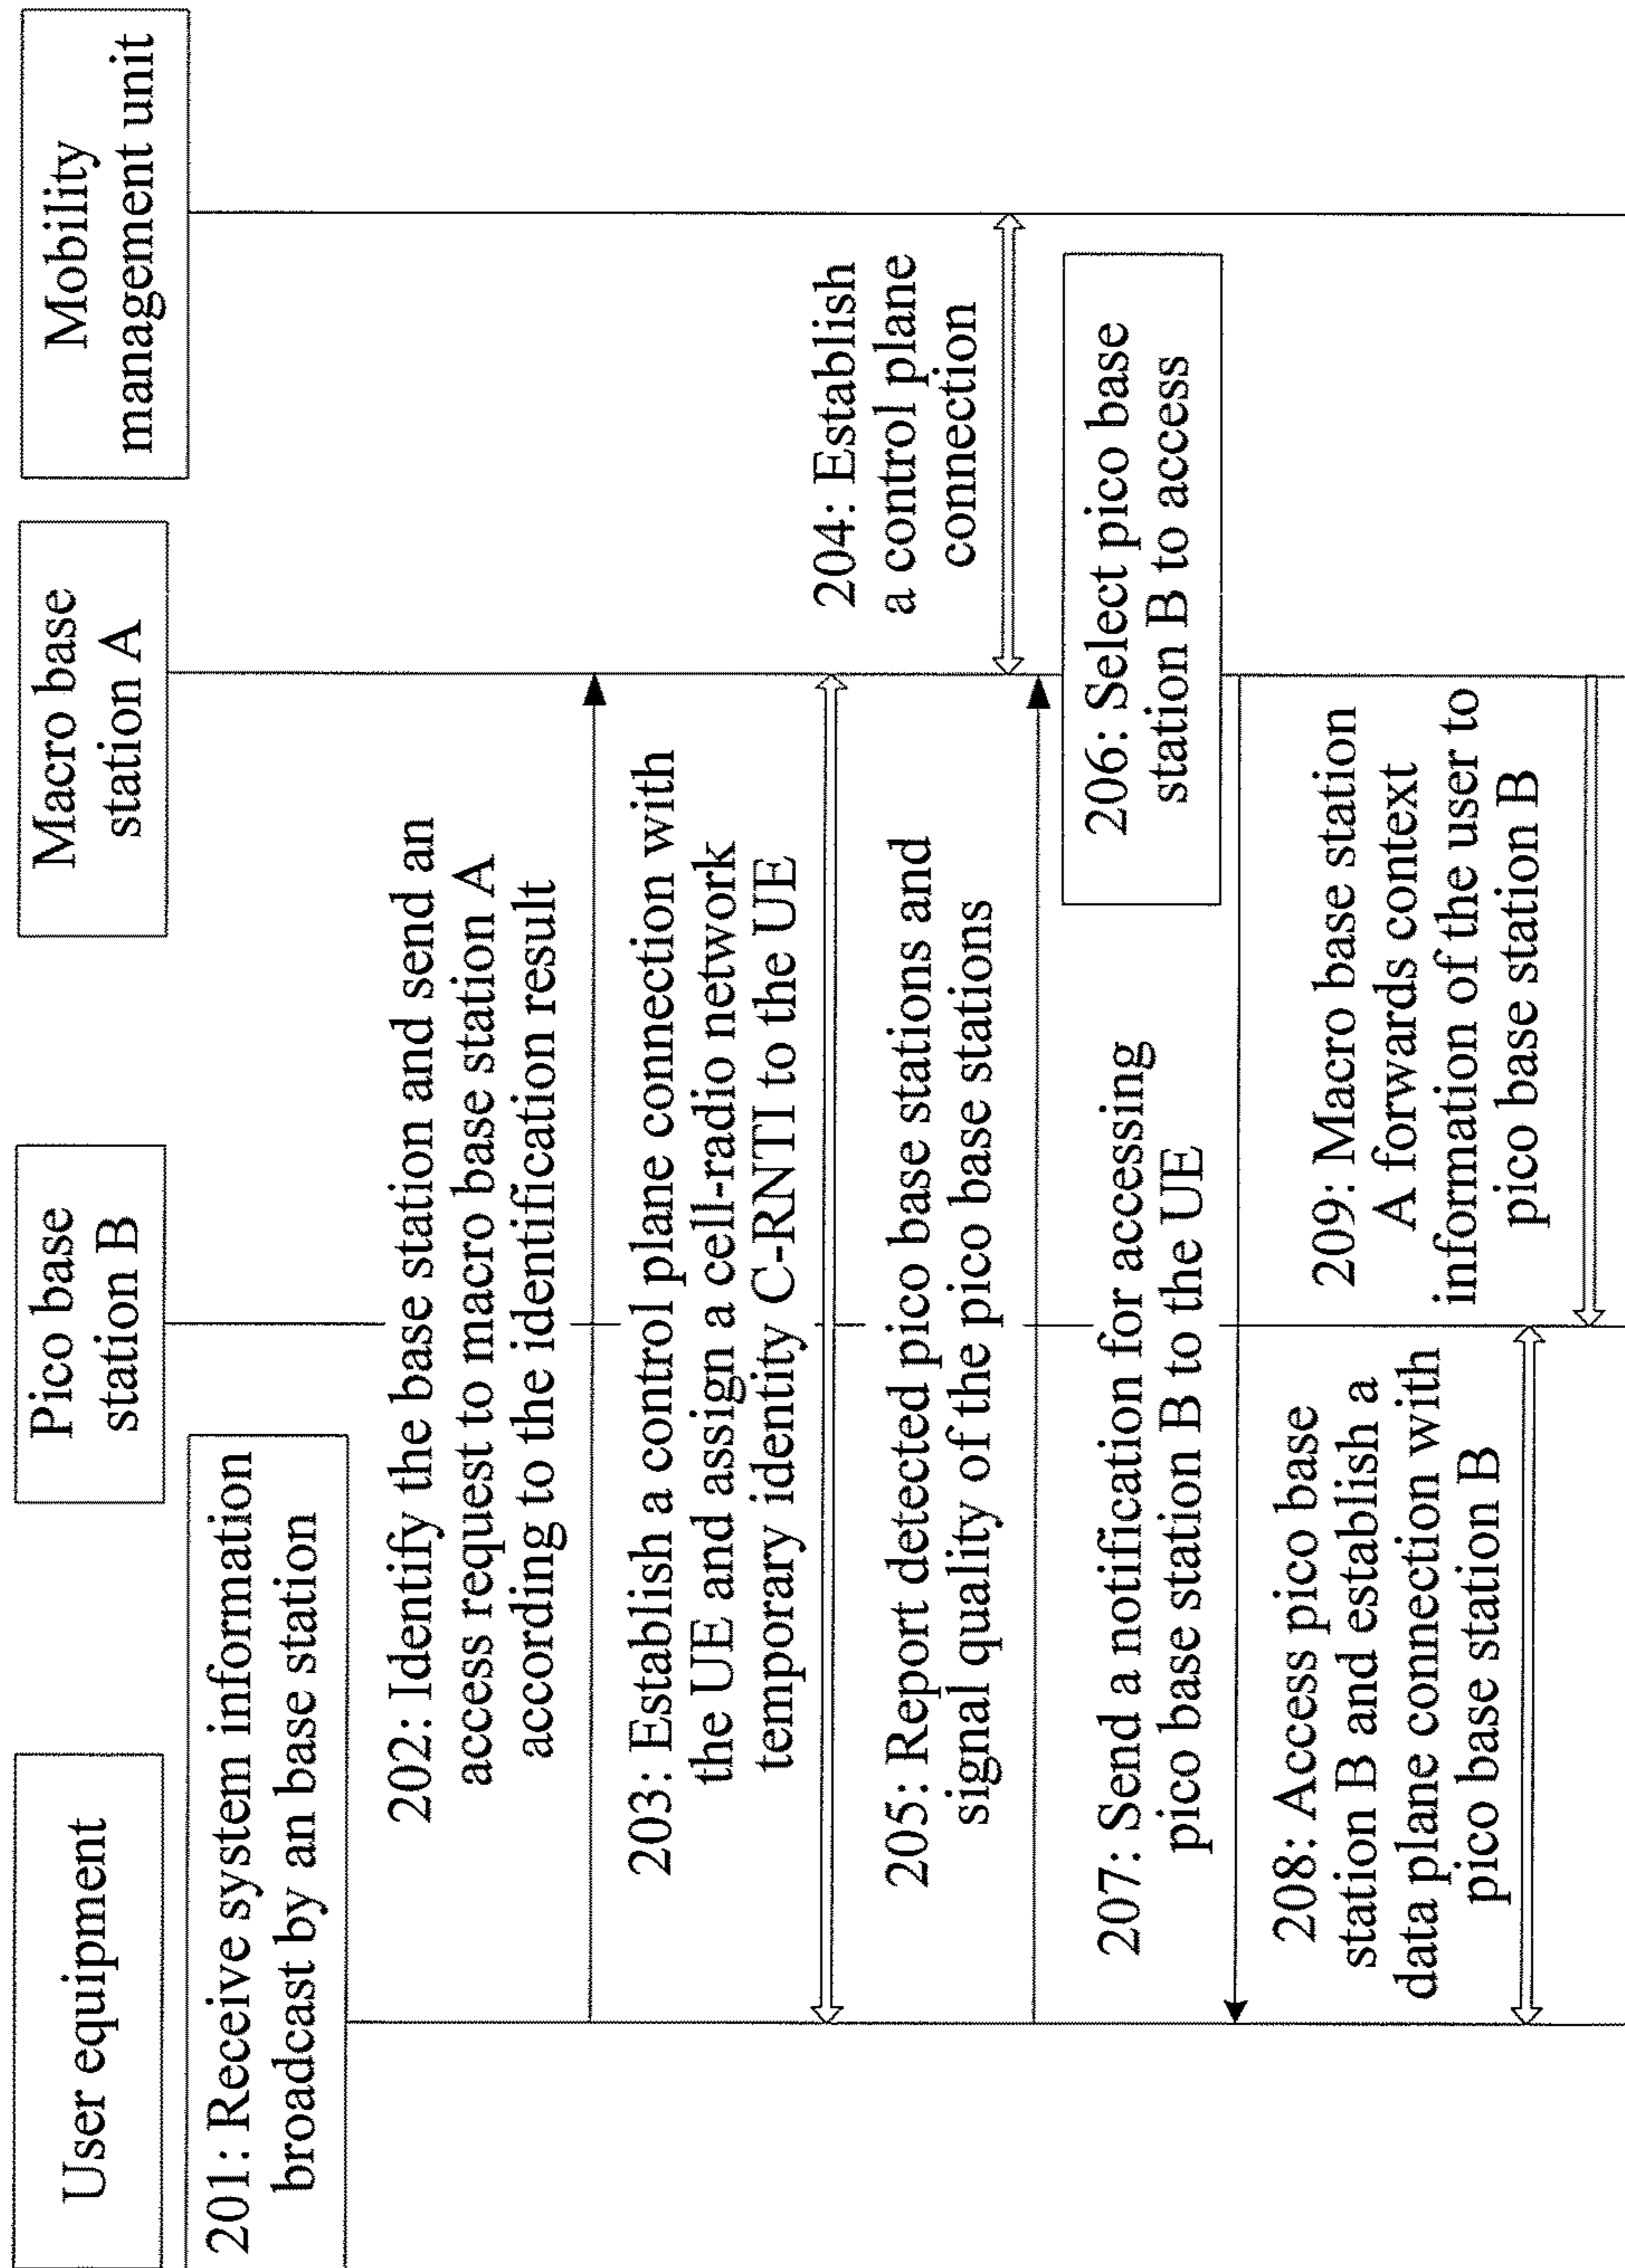 User equipment
Pico base
station B
Macro base
station A
Mobility
management unit
201: Receive system information
broadcast by an base station
202: Identify the base station and send an
access request to macro base station A
according to the identification result
203: Establish a control plane connection with
the UE and assign a cell-radio network
temporary identity C-RNTI to the UE
204: Establish
a control plane
connection
205: Report detected pico base stations and
signal quality of the pico base stations
206: Select pico base
station B to access
207: Send a notification for accessing
pico base station B to the UE
208: Access pico base
station B and establish a
data plane connection with
pico base station B
209: Macro base station
A forwards context
information of the user to
pico base station B